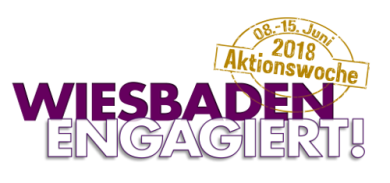 08.-15. Juni
2018
Aktionswoche
WIESBADEN
ENGAGIERT!